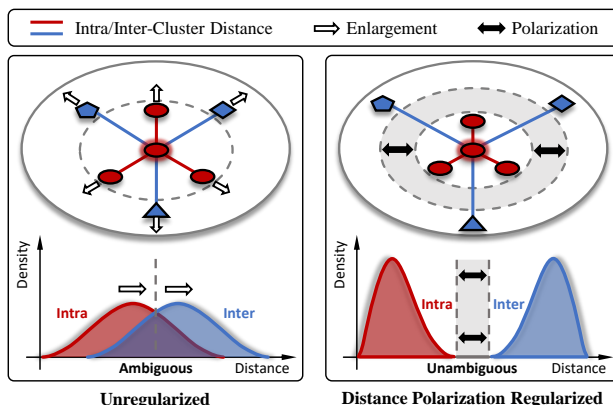 Intra/Inter-Cluster Distance Enlargement Polarization
Density
Intra Inter
Ambiguous Distance
Unregularized
Density
Intra Inter
Unambiguous Distance
Distance Polarization Regularized